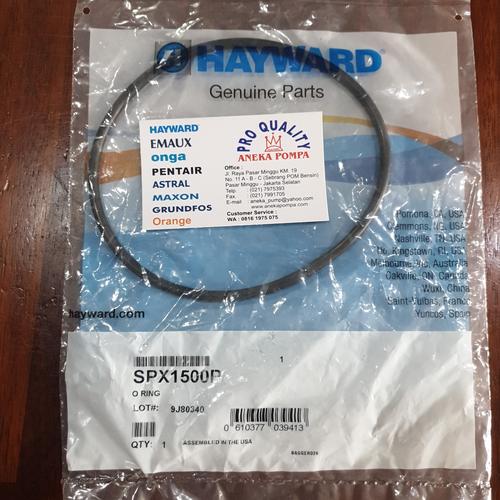 HAYWARD
Genuine Parts
HAYWARD
EMAUX
onga
PENTAIR
ASTRAL
MAXON
GRUNDFOS
Orange
PRO QUALITY
ANEKA POMPA
Office :
Jl. Raya Pasar Minggu KM. 19
No. 11 A - B - C (Sebrang POM Bensin)
Pasar Minggu - Jakarta Selatan
Telp. : (021) 7975393
Fax. : (021) 7991705
E-mail : aneka_pump@yahoo.com
www.anekapompa.com
Customer Service :
WA : 0816 1975 075
Pomona, CA, USA
Clemmons, NC, USA
Nashville, TN, USA
No. Kingstown, RI, USA
Melbourne, Vic, Australia
Oakville, ON, Canada
Wuxi, China
Saint-Vulbas, France
Yuncos, Spain
hayward.com
1
SPX1500P
O RING
LOT#: 9J80340
0 610377 039413
QTY: 1 ASSEMBLED IN THE USA
BAGGER026